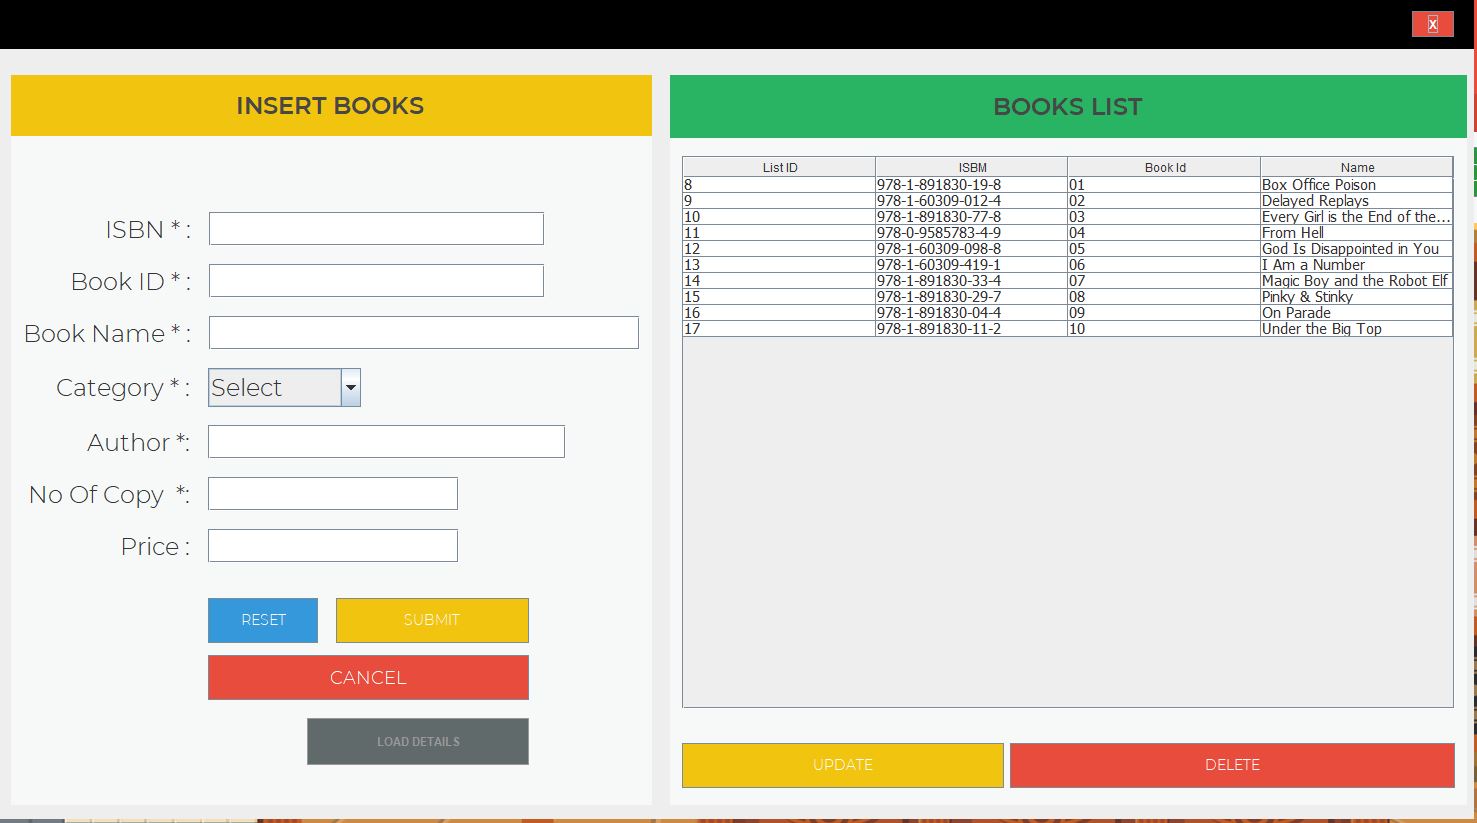 X
INSERT BOOKS
ISBN * :
Book ID * :
Book Name * :
Category * : Select
Author *:
No Of Copy *:
Price :
RESET SUBMIT
CANCEL
LOAD DETAILS
BOOKS LIST
List ID ISBM Book Id Name
8 978-1-891830-19-8 01 Box Office Poison
9 978-1-60309-012-4 02 Delayed Replays
10 978-1-891830-77-8 03 Every Girl is the End of the...
11 978-0-9585783-4-9 04 From Hell
12 978-1-60309-098-8 05 God Is Disappointed in You
13 978-1-60309-419-1 06 I Am a Number
14 978-1-891830-33-4 07 Magic Boy and the Robot Elf
15 978-1-891830-29-7 08 Pinky & Stinky
16 978-1-891830-04-4 09 On Parade
17 978-1-891830-11-2 10 Under the Big Top
UPDATE DELETE